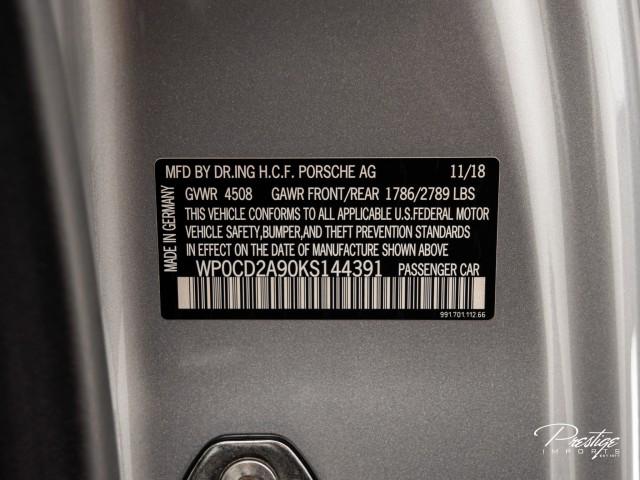 MFD BY DR.ING H.C.F. PORSCHE AG 11/18
GVWR 4508 GAWR FRONT/REAR 1786/2789 LBS
THIS VEHICLE CONFORMS TO ALL APPLICABLE U.S.FEDERAL MOTOR
VEHICLE SAFETY,BUMPER,AND THEFT PREVENTION STANDARDS
IN EFFECT ON THE DATE OF MANUFACTURE SHOWN ABOVE
WP0CD2A90KS144391 PASSENGER CAR
MADE IN GERMANY
991.701.112.66
Prestige
IMPORTS
EST 1977